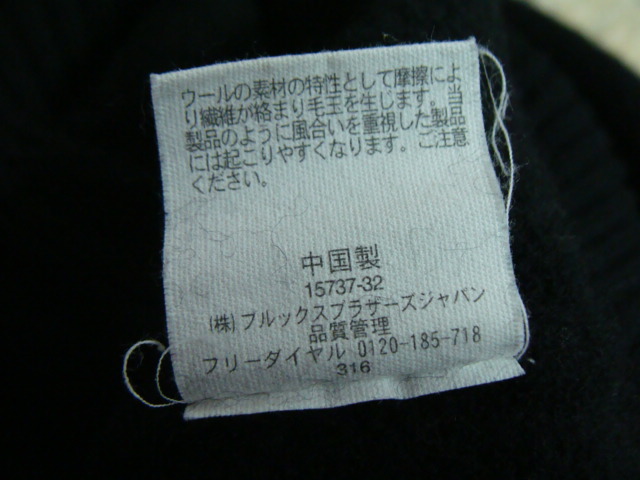 ウールの素材の特性として摩擦によ
り繊維が絡まり毛玉を生じます。当
製品のように風合いを重視した製品
には起こりやすくなります。ご注意
ください。
中国製
15737-32
(株)ブルックスブラザーズジャパン
品質管理
フリーダイヤル 0120-185-718
316